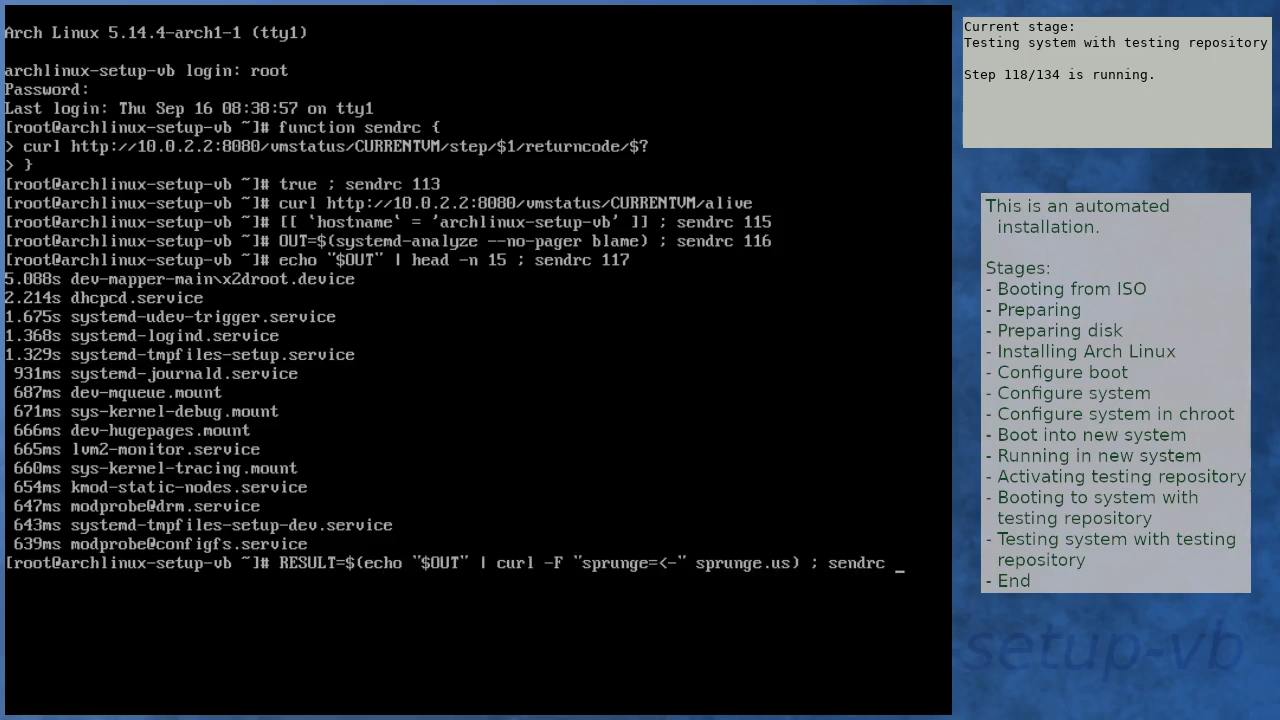 Arch Linux 5.14.4-arch1-1 (tty1)
archlinux-setup-vb login: root
Password:
Last login: Thu Sep 16 08:38:57 on tty1
[root@archlinux-setup-vb ~]# function sendrc {
> curl http://10.0.2.2:8080/vmstatus/CURRENTVM/step/$1/returncode/$?
> }
[root@archlinux-setup-vb ~]# true ; sendrc 113
[root@archlinux-setup-vb ~]# curl http://10.0.2.2:8080/vmstatus/CURRENTVM/alive
[root@archlinux-setup-vb ~]# [[ `hostname` = 'archlinux-setup-vb' ]] ; sendrc 115
[root@archlinux-setup-vb ~]# OUT=$(systemd-analyze --no-pager blame) ; sendrc 116
[root@archlinux-setup-vb ~]# echo "$OUT" | head -n 15 ; sendrc 117
5.088s dev-mapper-main\x2droot.device
2.214s dhcpcd.service
1.675s systemd-udev-trigger.service
1.368s systemd-logind.service
1.329s systemd-tmpfiles-setup.service
931ms systemd-journald.service
687ms dev-mqueue.mount
671ms sys-kernel-debug.mount
666ms dev-hugepages.mount
665ms lvm2-monitor.service
660ms sys-kernel-tracing.mount
654ms kmod-static-nodes.service
647ms modprobe@drm.service
643ms systemd-tmpfiles-setup-dev.service
639ms modprobe@configfs.service
[root@archlinux-setup-vb ~]# RESULT=$(echo "$OUT" | curl -F "sprunge=<-" sprunge.us) ; sendrc _
Current stage:
Testing system with testing repository
Step 118/134 is running.
This is an automated
installation.
Stages:
- Booting from ISO
- Preparing
- Preparing disk
- Installing Arch Linux
- Configure boot
- Configure system
- Configure system in chroot
- Boot into new system
- Running in new system
- Activating testing repository
- Booting to system with
testing repository
- Testing system with testing
repository
- End
setup-vb